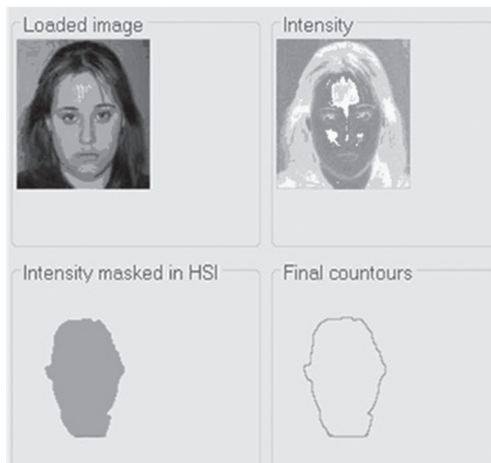 Loaded image
Intensity
Intensity masked in HSI
Final countours